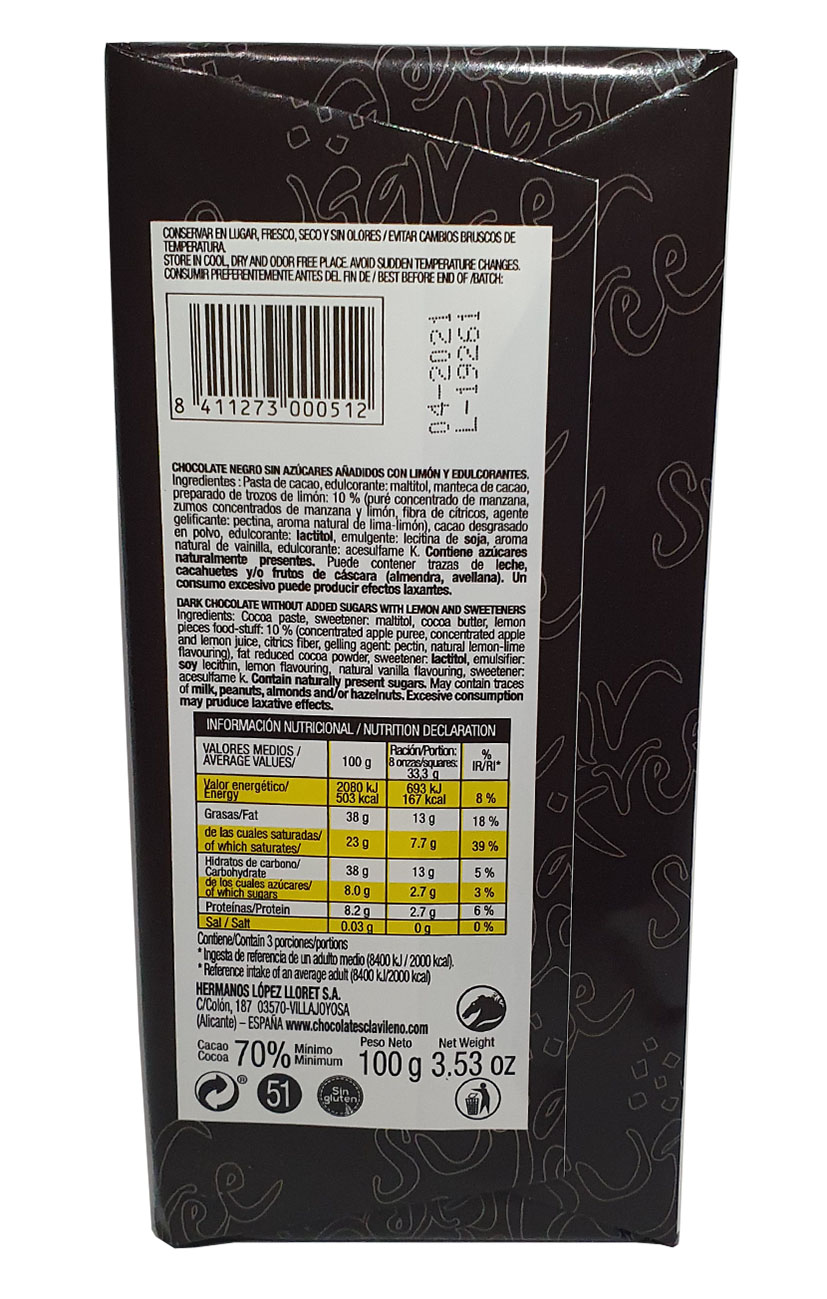 CONSERVAR EN LUGAR, FRESCO, SECO Y SIN OLORES / EVITAR CAMBIOS BRUSCOS DE
TEMPERATURA.
STORE IN COOL, DRY AND ODOR FREE PLACE. AVOID SUDDEN TEMPERATURE CHANGES.
CONSUMIR PREFERENTEMENTE ANTES DEL FIN DE / BEST BEFORE END OF /BATCH:
04-2021
L-19261
8 411273 000512
CHOCOLATE NEGRO SIN AZÚCARES AÑADIDOS CON LIMÓN Y EDULCORANTES.
Ingredientes : Pasta de cacao, edulcorante: maltitol, manteca de cacao,
preparado de trozos de limón: 10 % (puré concentrado de manzana,
zumos concentrados de manzana y limón, fibra de cítricos, agente
gelificante: pectina, aroma natural de lima-limón), cacao desgrasado
en polvo, edulcorante: lactitol, emulgente: lecitina de soja, aroma
natural de vainilla, edulcorante: acesulfame K. Contiene azúcares
naturalmente presentes. Puede contener trazas de leche,
cacahuetes y/o frutos de cáscara (almendra, avellana). Un
consumo excesivo puede producir efectos laxantes.
DARK CHOCOLATE WITHOUT ADDED SUGARS WITH LEMON AND SWEETENERS
Ingredients: Cocoa paste, sweetener: maltitol, cocoa butter, lemon
pieces food-stuff: 10 % (concentrated apple puree, concentrated apple
and lemon juice, citrics fiber, gelling agent: pectin, natural lemon-lime
flavouring), fat reduced cocoa powder, sweetener: lactitol, emulsifier:
soy lecithin, lemon flavouring, natural vanilla flavouring, sweetener:
acesulfame k. Contain naturally present sugars. May contain traces
of milk, peanuts, almonds and/or hazelnuts. Excesive consumption
may pruduce laxative effects.
INFORMACIÓN NUTRICIONAL / NUTRITION DECLARATION
VALORES MEDIOS /
AVERAGE VALUES/
100 g
Ración/Portion:
8 onzas/squares:
33,3 g
%
IR/RI*
Valor energético/
Energy
2080 kJ
503 kcal
693 kJ
167 kcal
8 %
Grasas/Fat 38 g 13 g 18 %
de las cuales saturadas/
of which saturates/
23 g 7.7 g 39 %
Hidratos de carbono/
Carbohydrate
38 g 13 g 5 %
de los cuales azúcares/
of which sugars
8.0 g 2.7 g 3 %
Proteínas/Protein 8.2 g 2.7 g 6 %
Sal / Salt 0.03 g 0 g 0 %
Contiene/Contain 3 porciones/portions
*Ingesta de referencia de un adulto medio (8400 kJ / 2000 kcal).
*Reference intake of an average adult (8400 kJ/2000 kcal)
HERMANOS LÓPEZ LLORET S.A.
C/Colón, 187 03570-VILLAJOYOSA
(Alicante) – ESPAÑA www.chocolatesclavileno.com
Cacao
Cocoa
70%
Mínimo
Minimum
Peso Neto Net Weight
100 g 3.53 oz
®
51
Sin
gluten